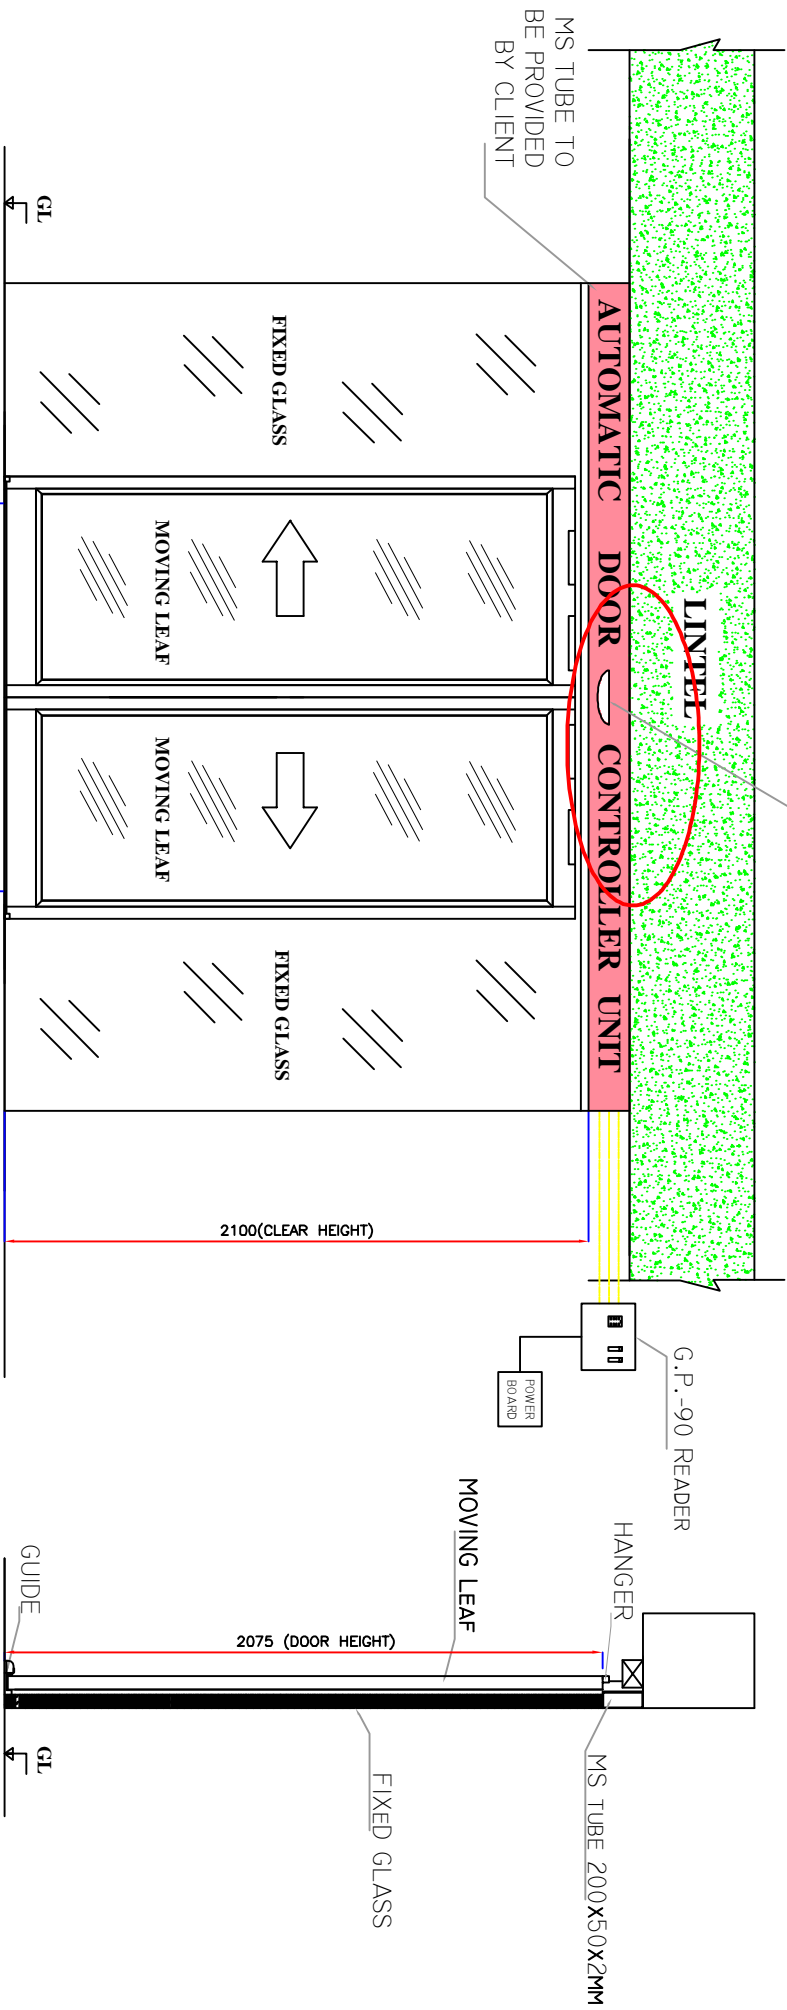 MS TUBE TO
BE PROVIDED
BY CLIENT
LINTEL
AUTOMATIC DOOR CONTROLLER UNIT
G.P.-90 READER
POWER
BOARD
FIXED GLASS
MOVING LEAF
MOVING LEAF
FIXED GLASS
2100(CLEAR HEIGHT)
GL
HANGER
MS TUBE 200X50X2MM
MOVING LEAF
2075 (DOOR HEIGHT)
FIXED GLASS
GUIDE
GL